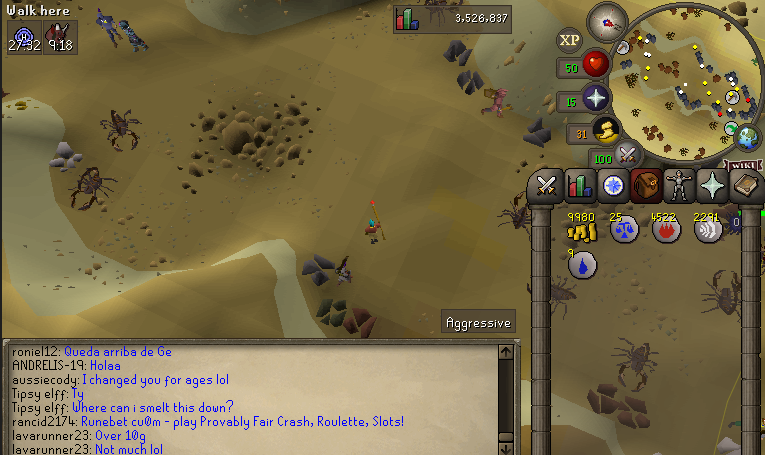 Walk here
27:32 9:18
3,526,837
XP
50
15
31
100
WIKI
9980 25 4522 2291
0
9
Aggressive
roniel12: Queda arriba de Ge
ANDRELIS-19: Holaa
aussiecody: I changed you for ages lol
Tipsy elff: Ty
Tipsy elff: Where can i smelt this down?
rancid2174: Runebet cu0m - play Provably Fair Crash, Roulette, Slots!
lavarunner23: Over 10g
lavarunner23: Not much lol